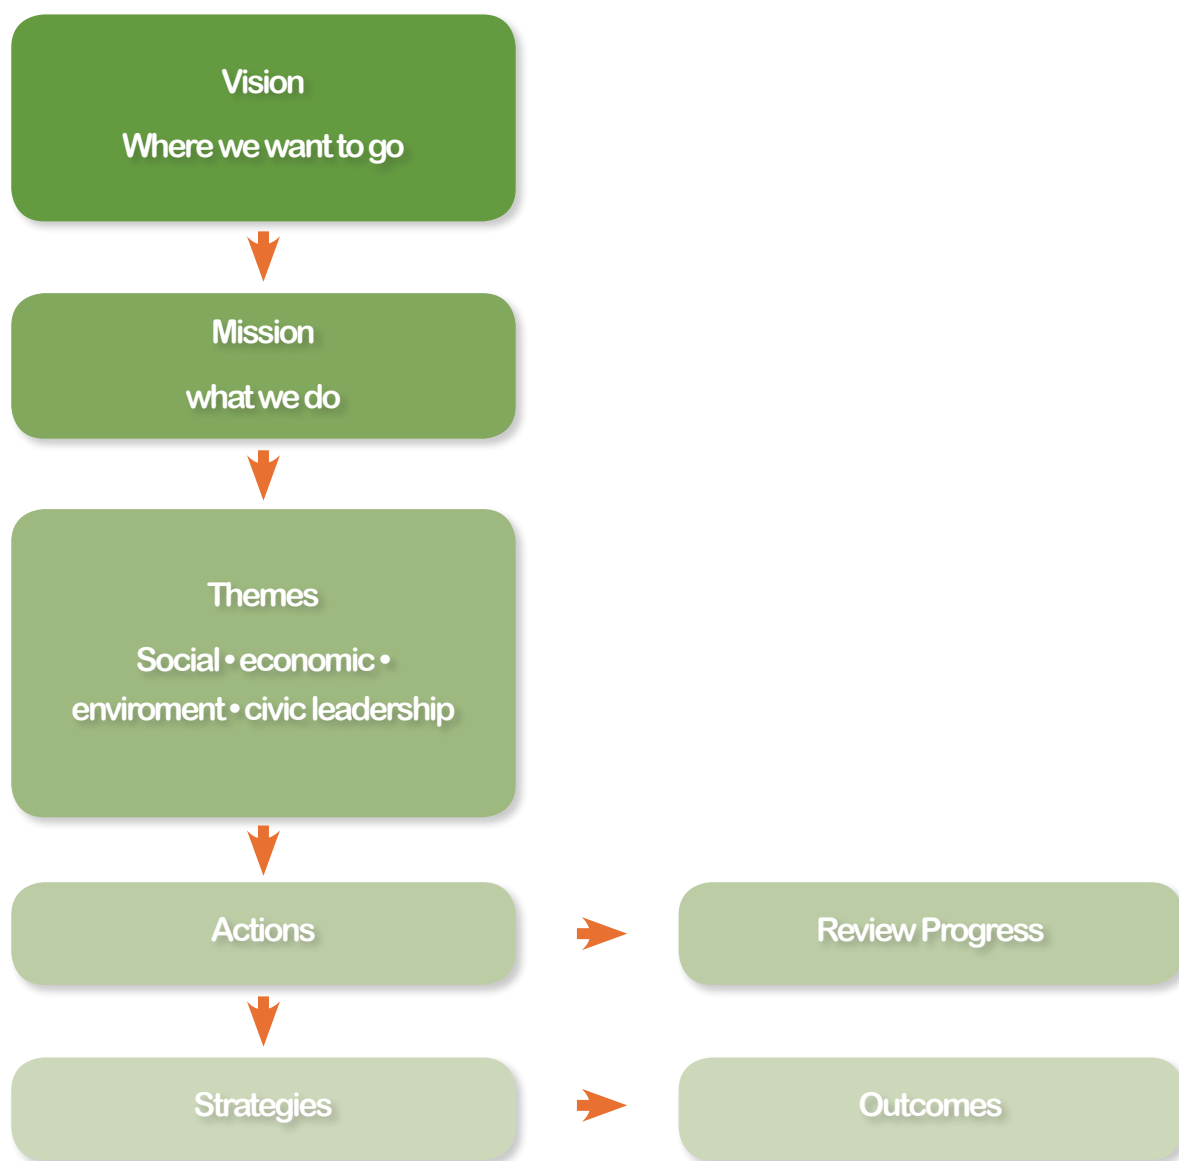 Vision
Where we want to go
Mission
what we do
Themes
Social • economic •
enviroment • civic leadership
Actions
Review Progress
Strategies
Outcomes